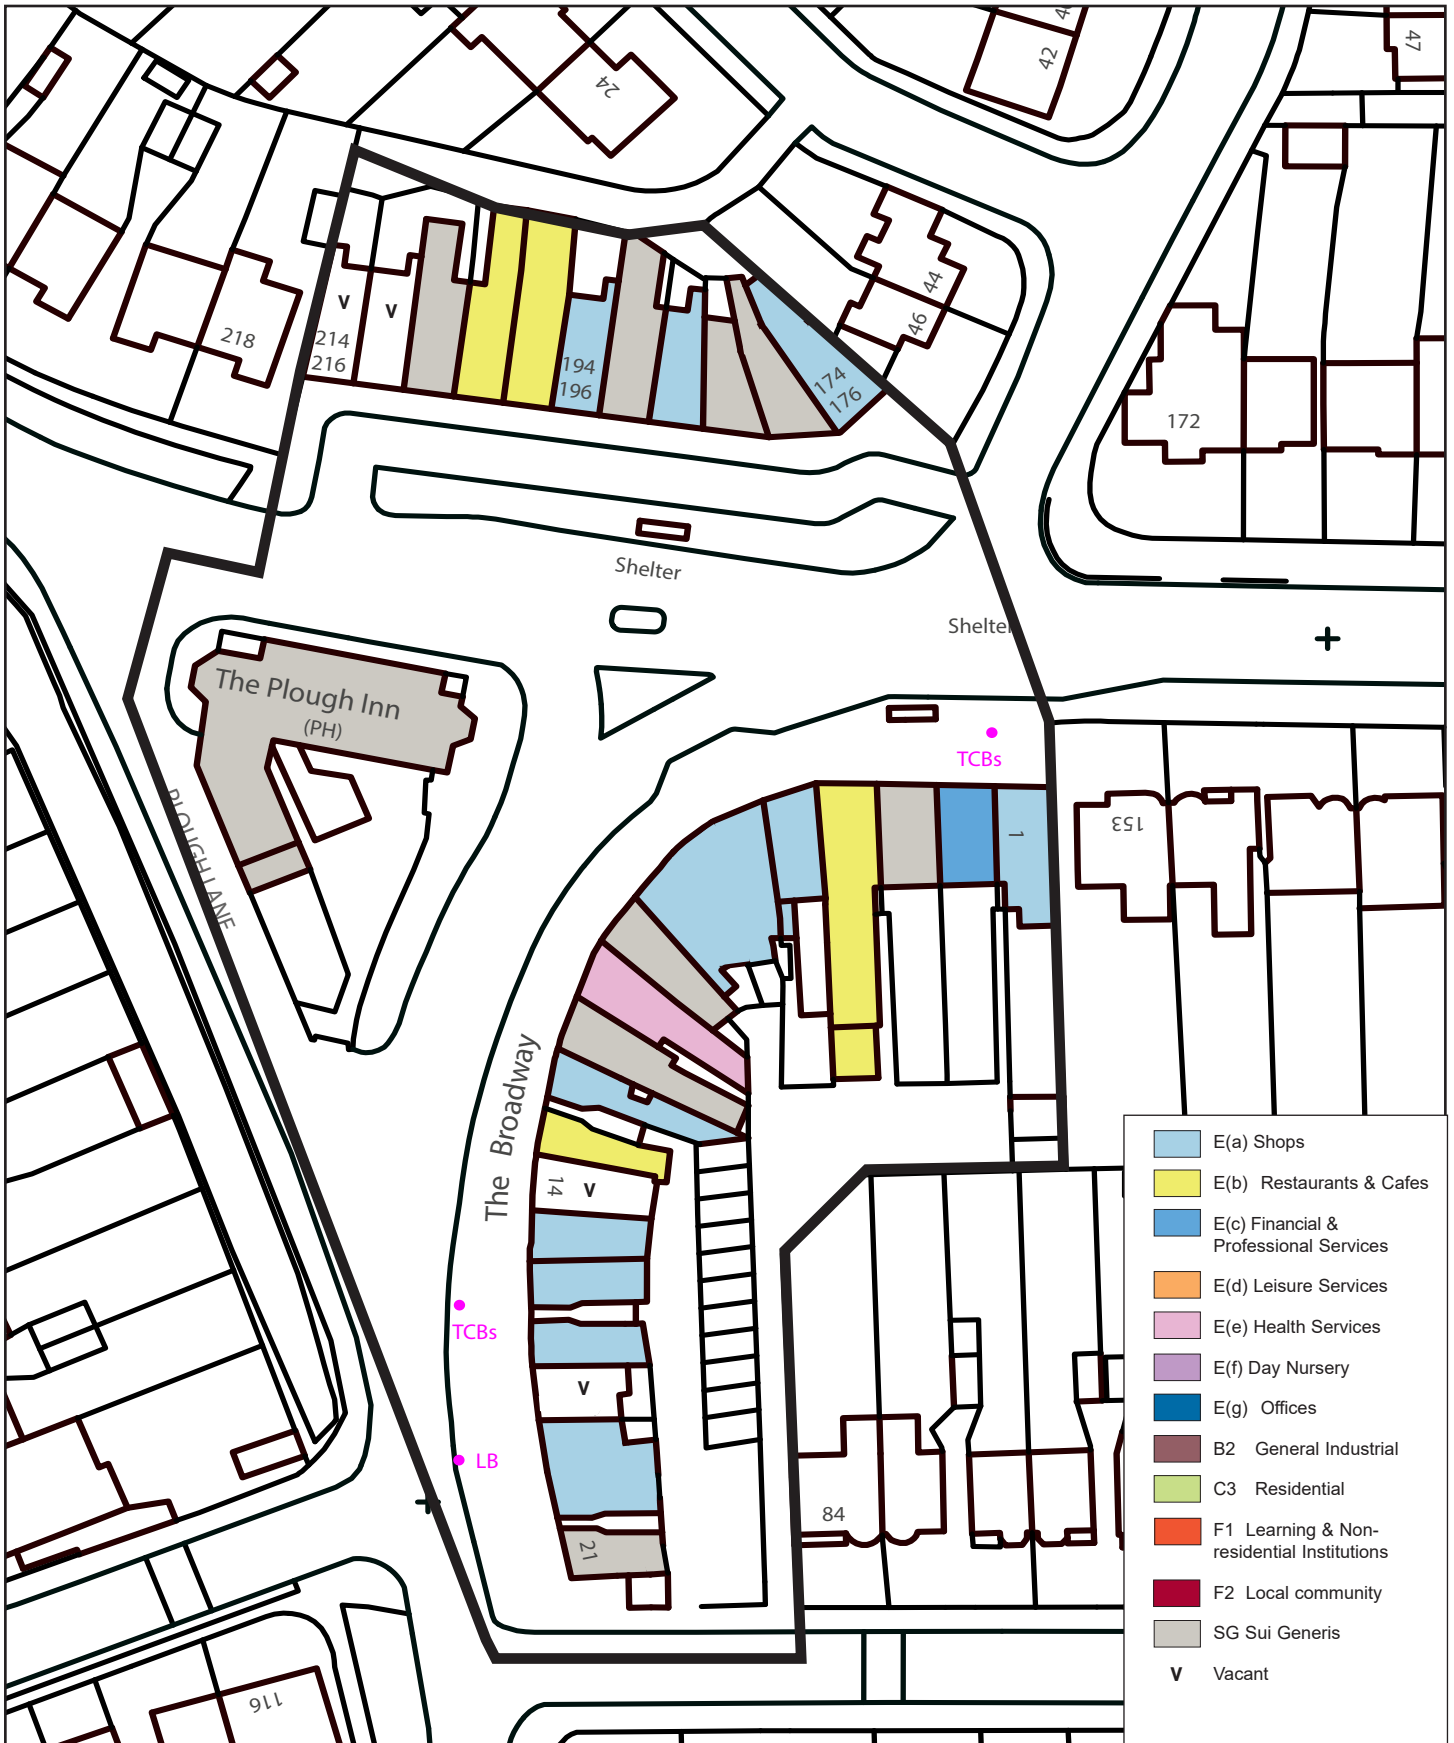 24
42
47
44
46
218
V
V
214
216
194
196
174
176
172
Shelter
Shelter
The Plough Inn
(PH)
TCBs
PLOUGH LANE
1
153
The Broadway
14
V
TCBs
V
LB
21
84
116
E(a) Shops
E(b) Restaurants & Cafes
E(c) Financial &
Professional Services
E(d) Leisure Services
E(e) Health Services
E(f) Day Nursery
E(g) Offices
B2 General Industrial
C3 Residential
F1 Learning & Non-
residential Institutions
F2 Local community
SG Sui Generis
V Vacant